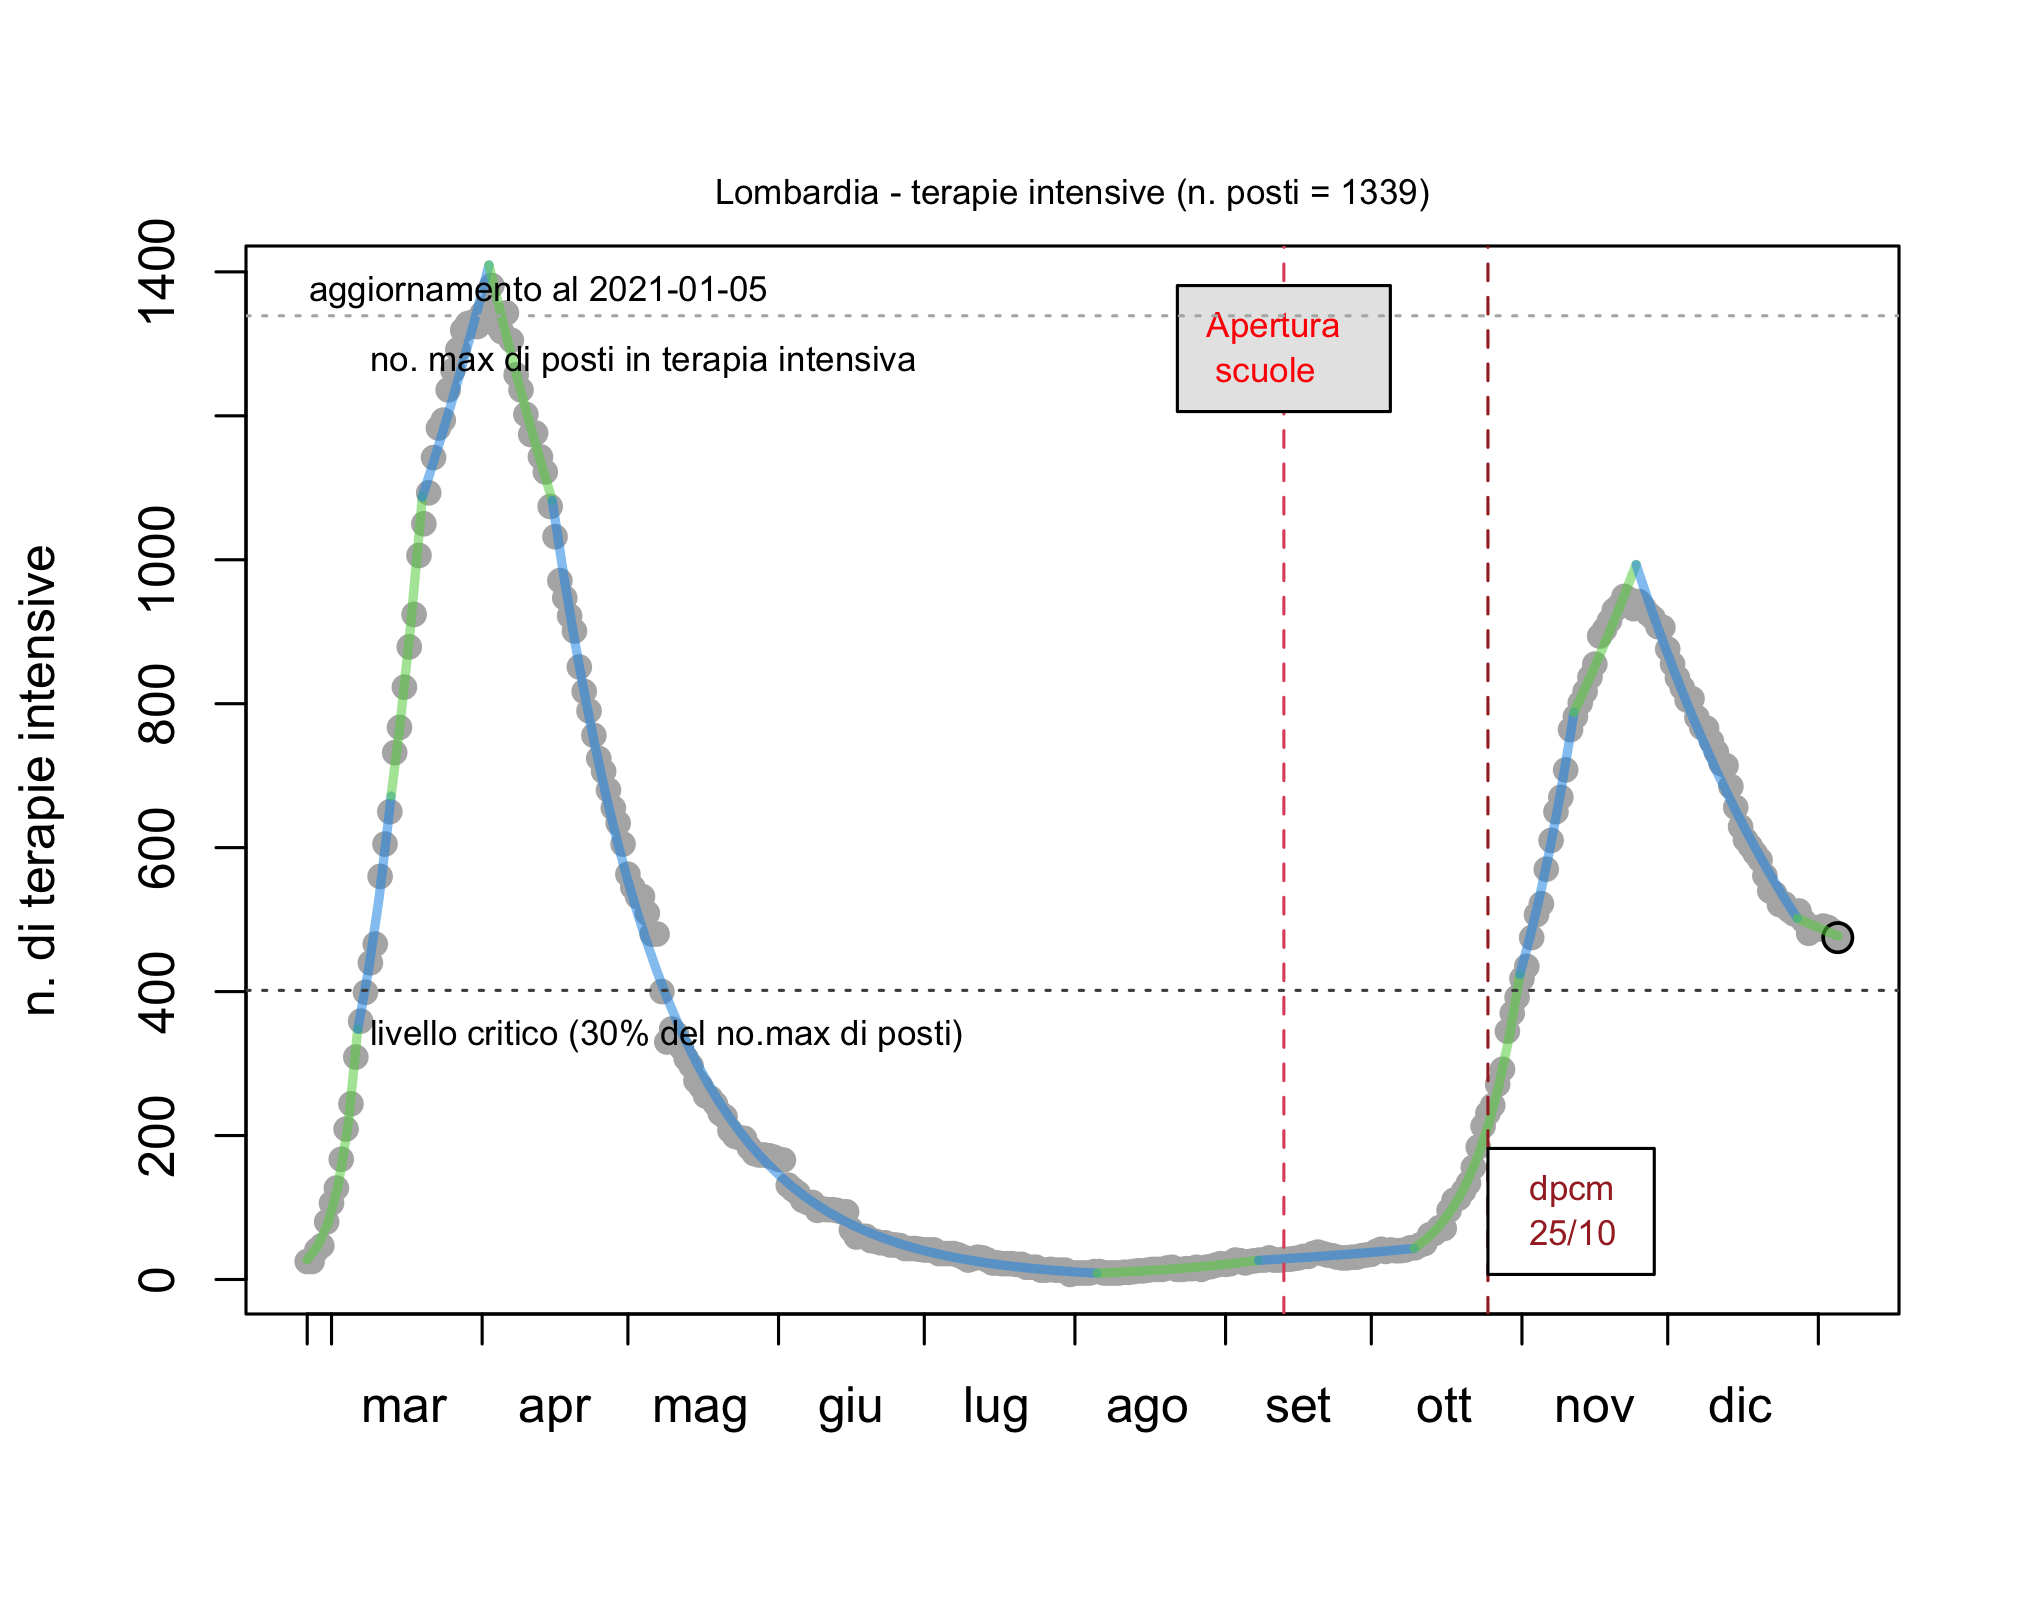 Lombardia - terapie intensive (n. posti = 1339)
aggiornamento al 2021-01-05
no. max di posti in terapia intensiva
Apertura
scuole
livello critico (30% del no.max di posti)
dpcm
25/10
n. di terapie intensive
1400
1000
800
600
400
200
0
mar apr mag giu lug ago set ott nov dic